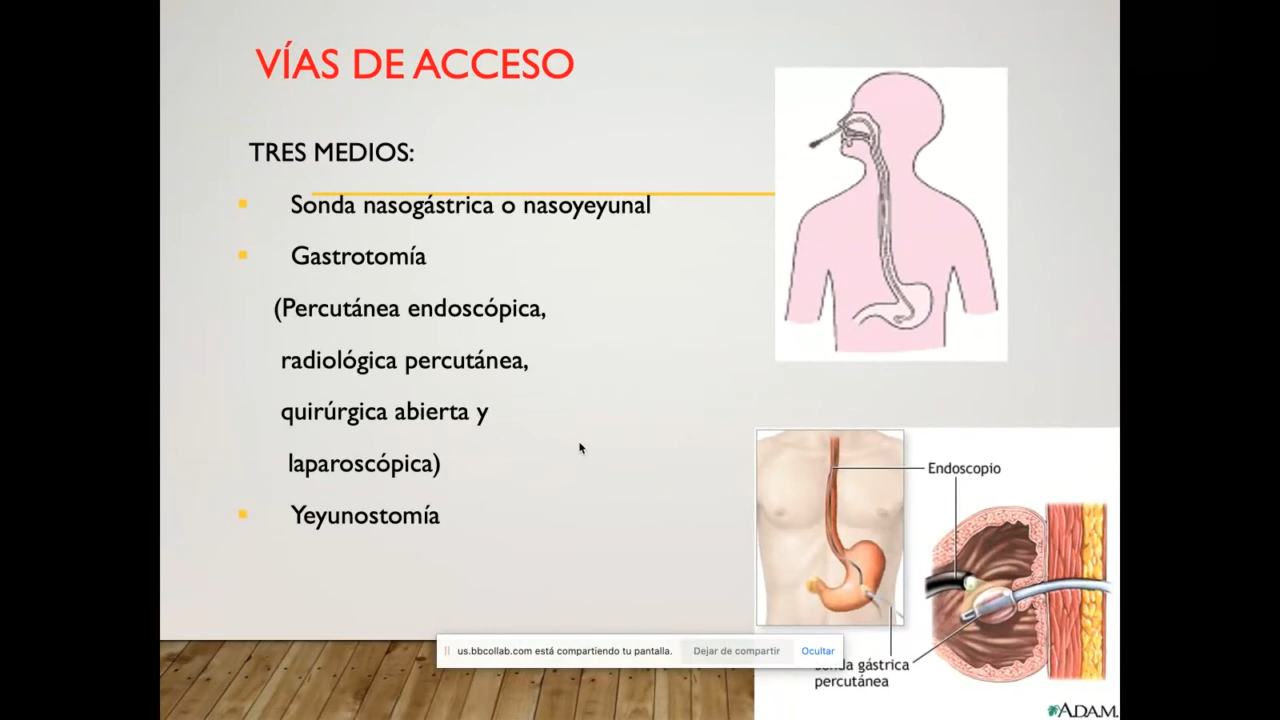 VÍAS DE ACCESO
TRES MEDIOS:
Sonda nasogástrica o nasoyeyunal
Gastrotomía
(Percutánea endoscópica,
radiológica percutánea,
quirúrgica abierta y
laparoscópica)
Yeyunostomía
Endoscopio
us.bbcollab.com está compartiendo tu pantalla.
Dejar de compartir
Ocultar
Sonda gástrica
percutánea
ADAM.